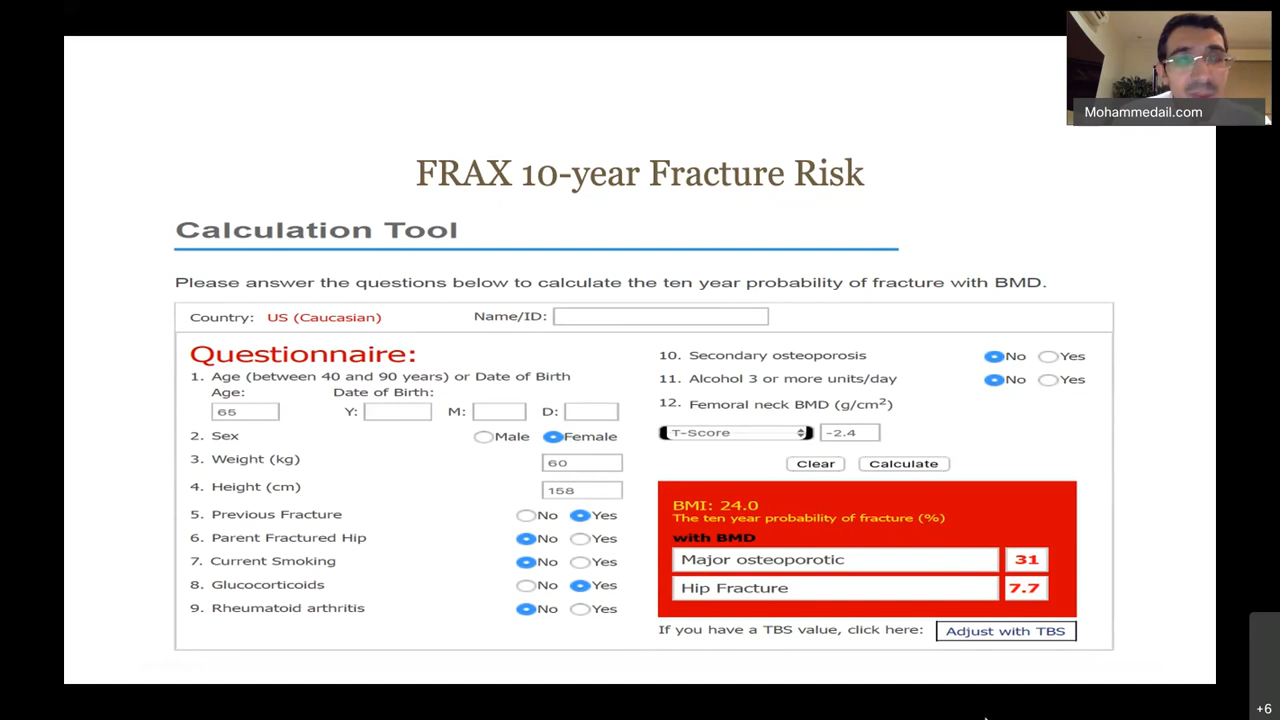 Mohammedail.com
FRAX 10-year Fracture Risk
Calculation Tool
Please answer the questions below to calculate the ten year probability of fracture with BMD.
Country: US (Caucasian) Name/ID:
Questionnaire:
1. Age (between 40 and 90 years) or Date of Birth
Age: Date of Birth:
65 Y: M: D:
2. Sex Male Female
3. Weight (kg) 60
4. Height (cm) 158
5. Previous Fracture No Yes
6. Parent Fractured Hip No Yes
7. Current Smoking No Yes
8. Glucocorticoids No Yes
9. Rheumatoid arthritis No Yes
10. Secondary osteoporosis No Yes
11. Alcohol 3 or more units/day No Yes
12. Femoral neck BMD (g/cm²)
T-Score -2.4
Clear Calculate
BMI: 24.0
The ten year probability of fracture (%)
with BMD
Major osteoporotic 31
Hip Fracture 7.7
If you have a TBS value, click here: Adjust with TBS
+6